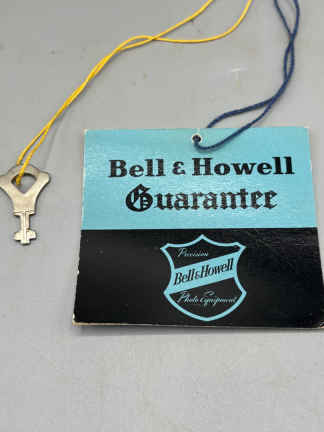 Bell & Howell
Guarantee
Precision
Bell & Howell
Photo Equipment